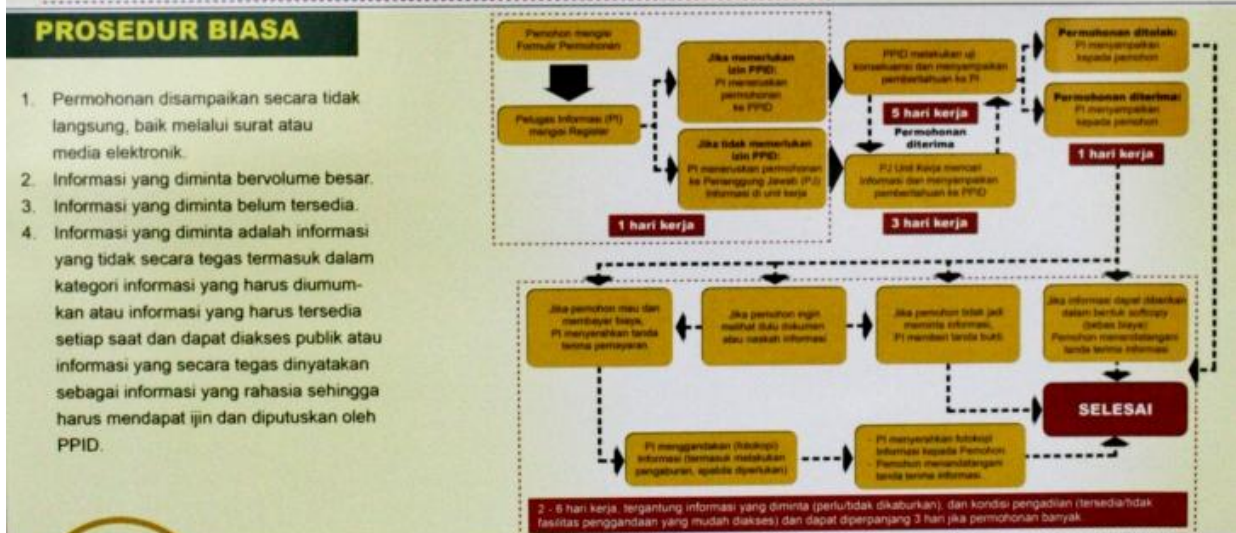 PROSEDUR BIASA
1. Permohonan disampaikan secara tidak
langsung, baik melalui surat atau
media elektronik.
2. Informasi yang diminta bervolume besar.
3. Informasi yang diminta belum tersedia.
4. Informasi yang diminta adalah informasi
yang tidak secara tegas termasuk dalam
kategori informasi yang harus diumum-
kan atau informasi yang harus tersedia
setiap saat dan dapat diakses publik atau
informasi yang secara tegas dinyatakan
sebagai informasi yang rahasia sehingga
harus mendapat ijin dan diputuskan oleh
PPID.
Pemohon mengisi
Formulir Permohonan
Petugas Informasi (PI)
mengisi Register
Jika memerlukan
izin PPID:
PI meneruskan
permohonan
ke PPID
Jika tidak memerlukan
izin PPID:
PI meneruskan permohonan
ke Penanggung Jawab (PJ)
Informasi di unit kerja
1 hari kerja
PPID melakukan uji
konsekuensi dan menyampaikan
pemberitahuan ke PI
5 hari kerja
Permohonan
diterima
PJ Unit Kerja mencari
informasi dan menyampaikan
pemberitahuan ke PPID
3 hari kerja
Permohonan ditolak:
PI menyampaikan
kepada pemohon
Permohonan diterima:
PI menyampaikan
kepada pemohon
1 hari kerja
Jika pemohon mau dan
membayar biaya,
PI menyerahkan tanda
terima pemayaran
Jika pemohon ingin
melihat dulu dokumen
atau naskah informasi
Jika pemohon tidak jadi
meminta informasi,
PI memberi tanda bukti
Jika informasi dapat diberikan
dalam bentuk softcopy
(bebas biaya):
Pemohon menandatangani
tanda terima informasi
SELESAI
PI menggandakan (fotokopi)
Informasi (termasuk melakukan
pengaburan, apabila diperlukan)
- PI menyerahkan fotokopi
Informasi kepada Pemohon
- Pemohon menandatangani
tanda terima informasi.
2 - 6 hari kerja, tergantung informasi yang diminta (perlu/tidak dikaburkan), dan kondisi pengadilan (tersedia/tidak
fasilitas penggandaan yang mudah diakses) dan dapat diperpanjang 3 hari jika permohonan banyak